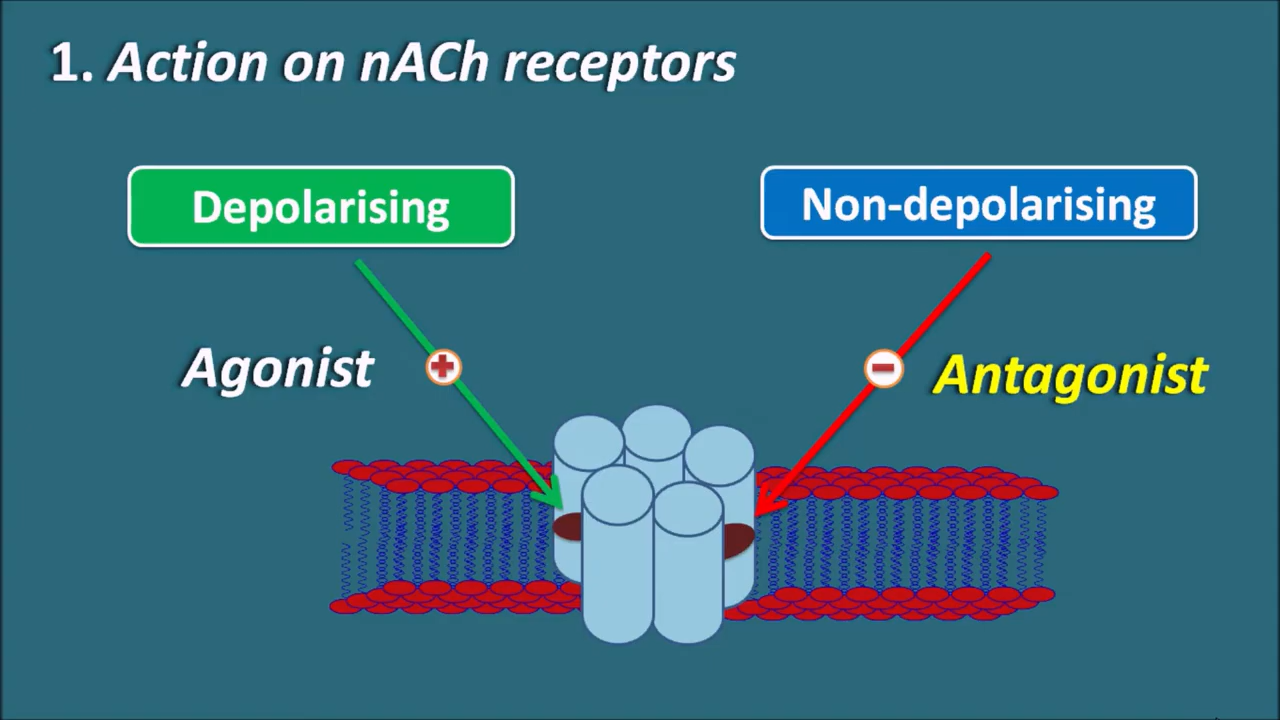 1. Action on nACh receptors
Depolarising
Non-depolarising
Agonist
Antagonist